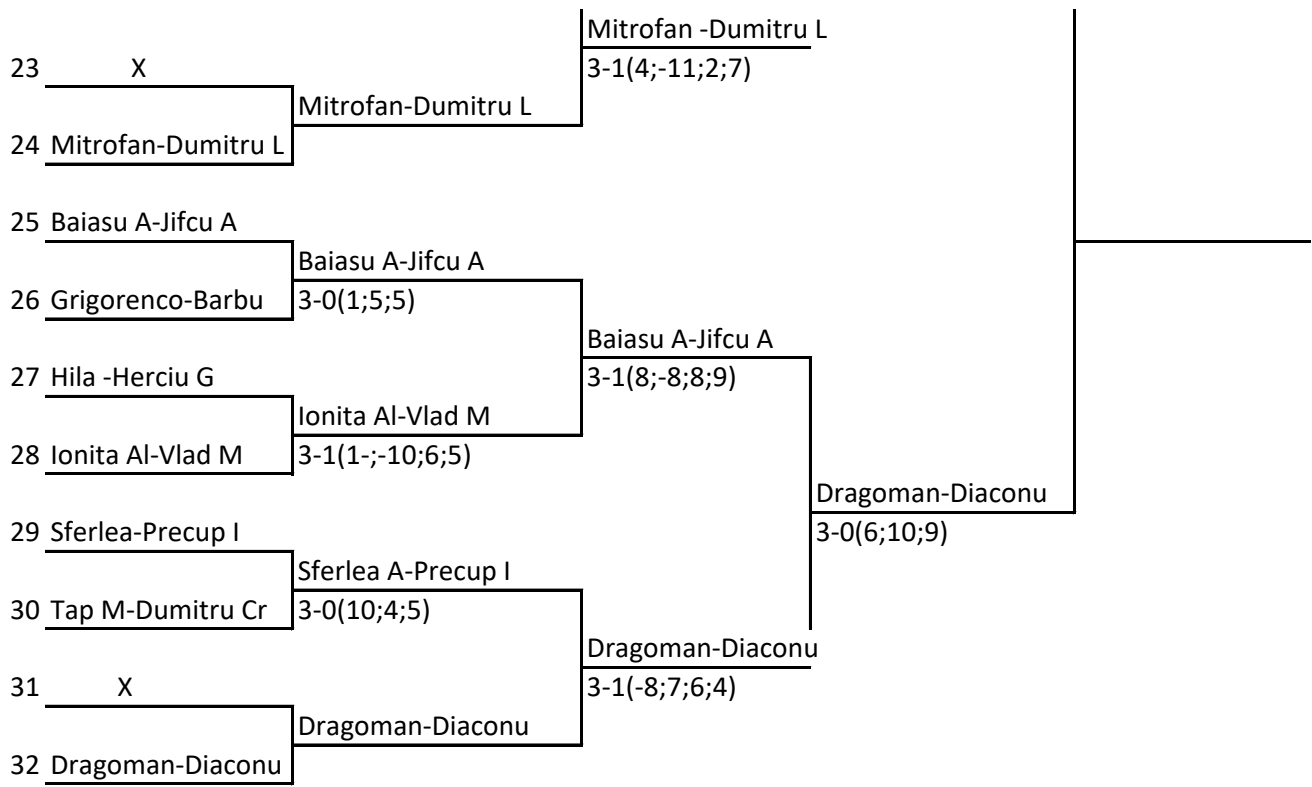 Mitrofan -Dumitru L
23 X
3-1(4;-11;2;7)
Mitrofan-Dumitru L
24 Mitrofan-Dumitru L
25 Baiasu A-Jifcu A
Baiasu A-Jifcu A
26 Grigorenco-Barbu
3-0(1;5;5)
Baiasu A-Jifcu A
27 Hila -Herciu G
3-1(8;-8;8;9)
Ionita Al-Vlad M
28 Ionita Al-Vlad M
3-1(1-;-10;6;5)
Dragoman-Diaconu
29 Sferlea-Precup I
3-0(6;10;9)
Sferlea A-Precup I
30 Tap M-Dumitru Cr
3-0(10;4;5)
Dragoman-Diaconu
31 X
3-1(-8;7;6;4)
Dragoman-Diaconu
32 Dragoman-Diaconu